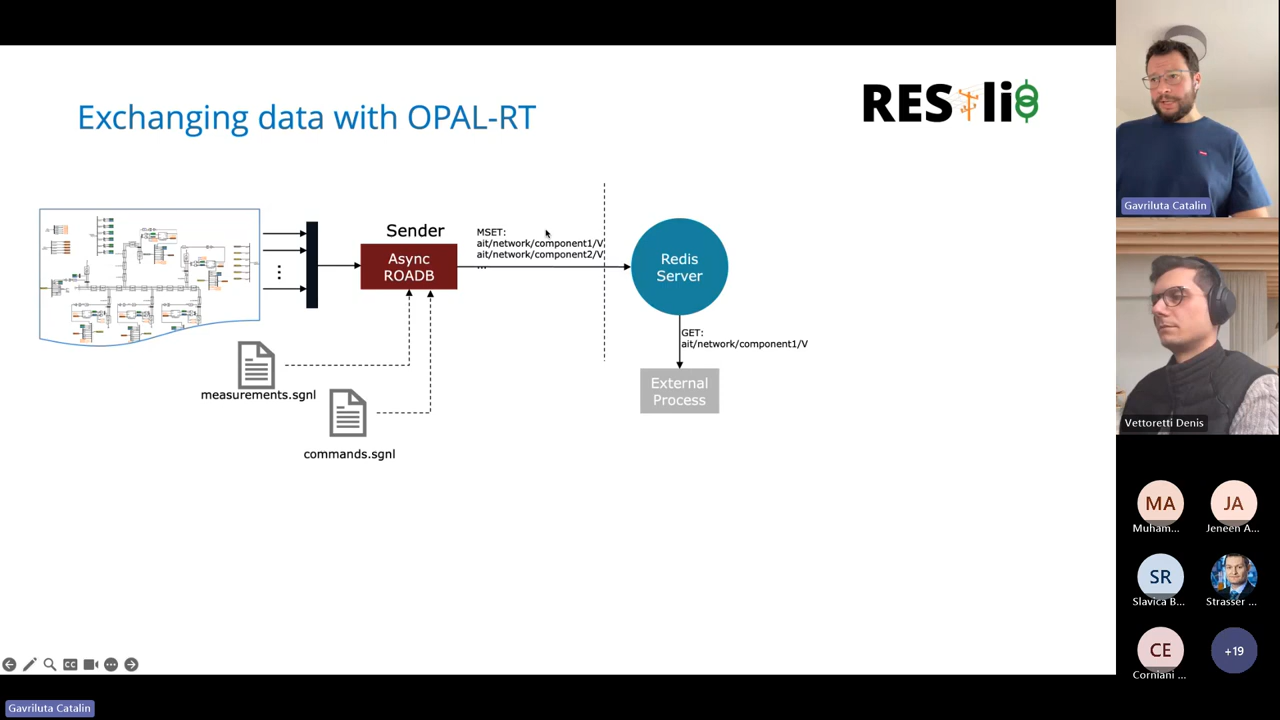 Exchanging data with OPAL-RT
RES li
Sender
Async
ROADB
MSET:
ait/network/component1/V
ait/network/component2/V
...
Redis
Server
GET:
ait/network/component1/V
External
Process
measurements.sgnl
commands.sgnl
Gavriluta Catalin
Vettoretti Denis
MA
Muham...
JA
Jeneen A...
SR
Slavica B...
Strasser ...
CE
Corniani ...
+19
CC
Gavriluta Catalin